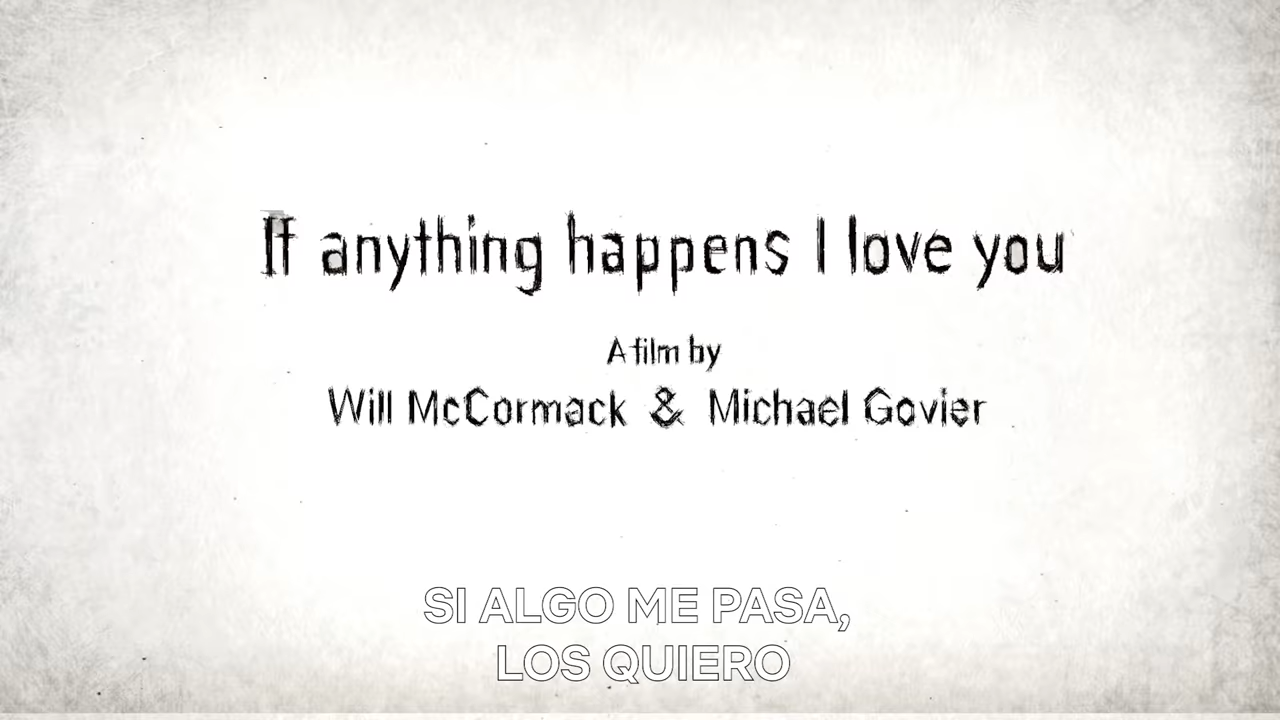 If anything happens I love you
A film by
Will McCormack & Michael Govier
SI ALGO ME PASA,
LOS QUIERO